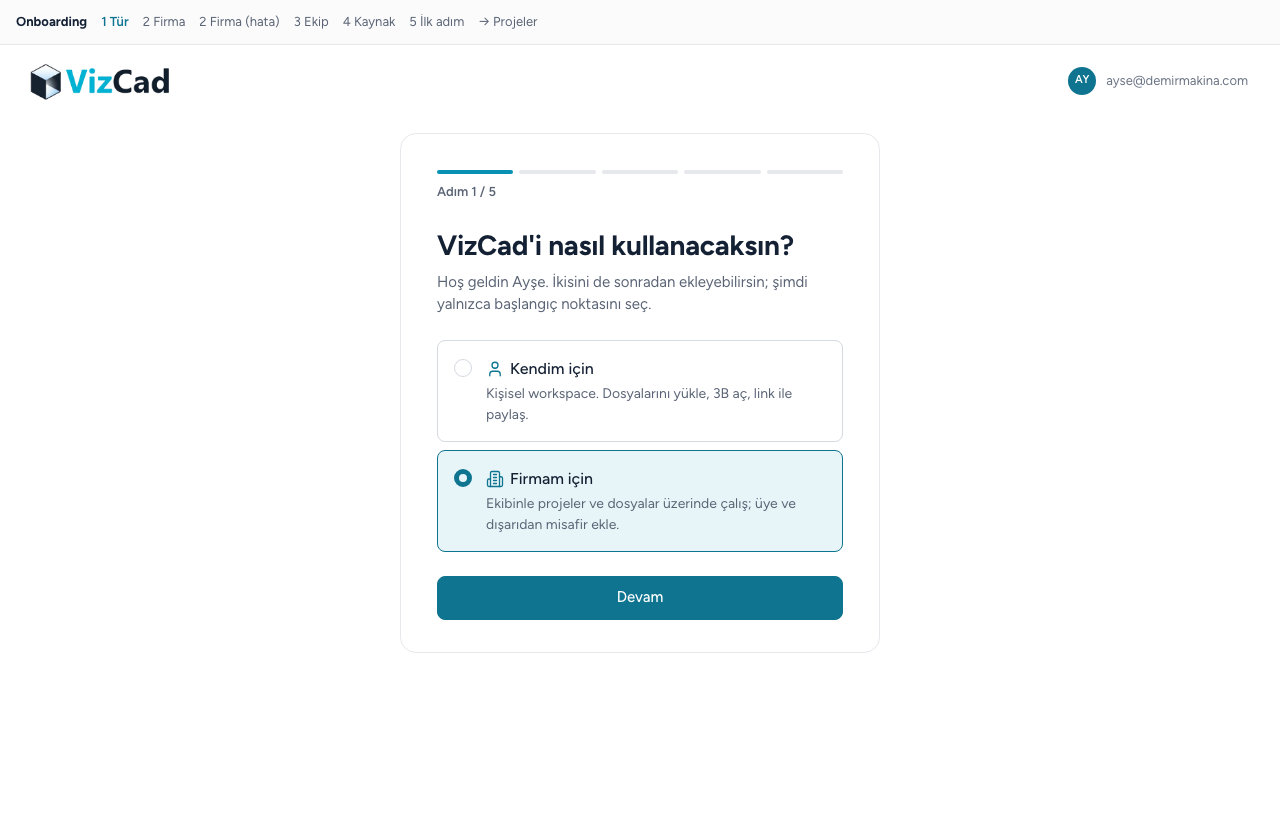 Onboarding 1 Tür 2 Firma 2 Firma (hata) 3 Ekip 4 Kaynak 5 İlk adım → Projeler
VizCad
AY ayse@demirmakina.com
Adım 1 / 5
VizCad'i nasıl kullanacaksın?
Hoş geldin Ayşe. İkisini de sonradan ekleyebilirsin; şimdi
yalnızca başlangıç noktasını seç.
Kendim için
Kişisel workspace. Dosyalarını yükle, 3B aç, link ile
paylaş.
Firmam için
Ekibinle projeler ve dosyalar üzerinde çalış; üye ve
dışarıdan misafir ekle.
Devam